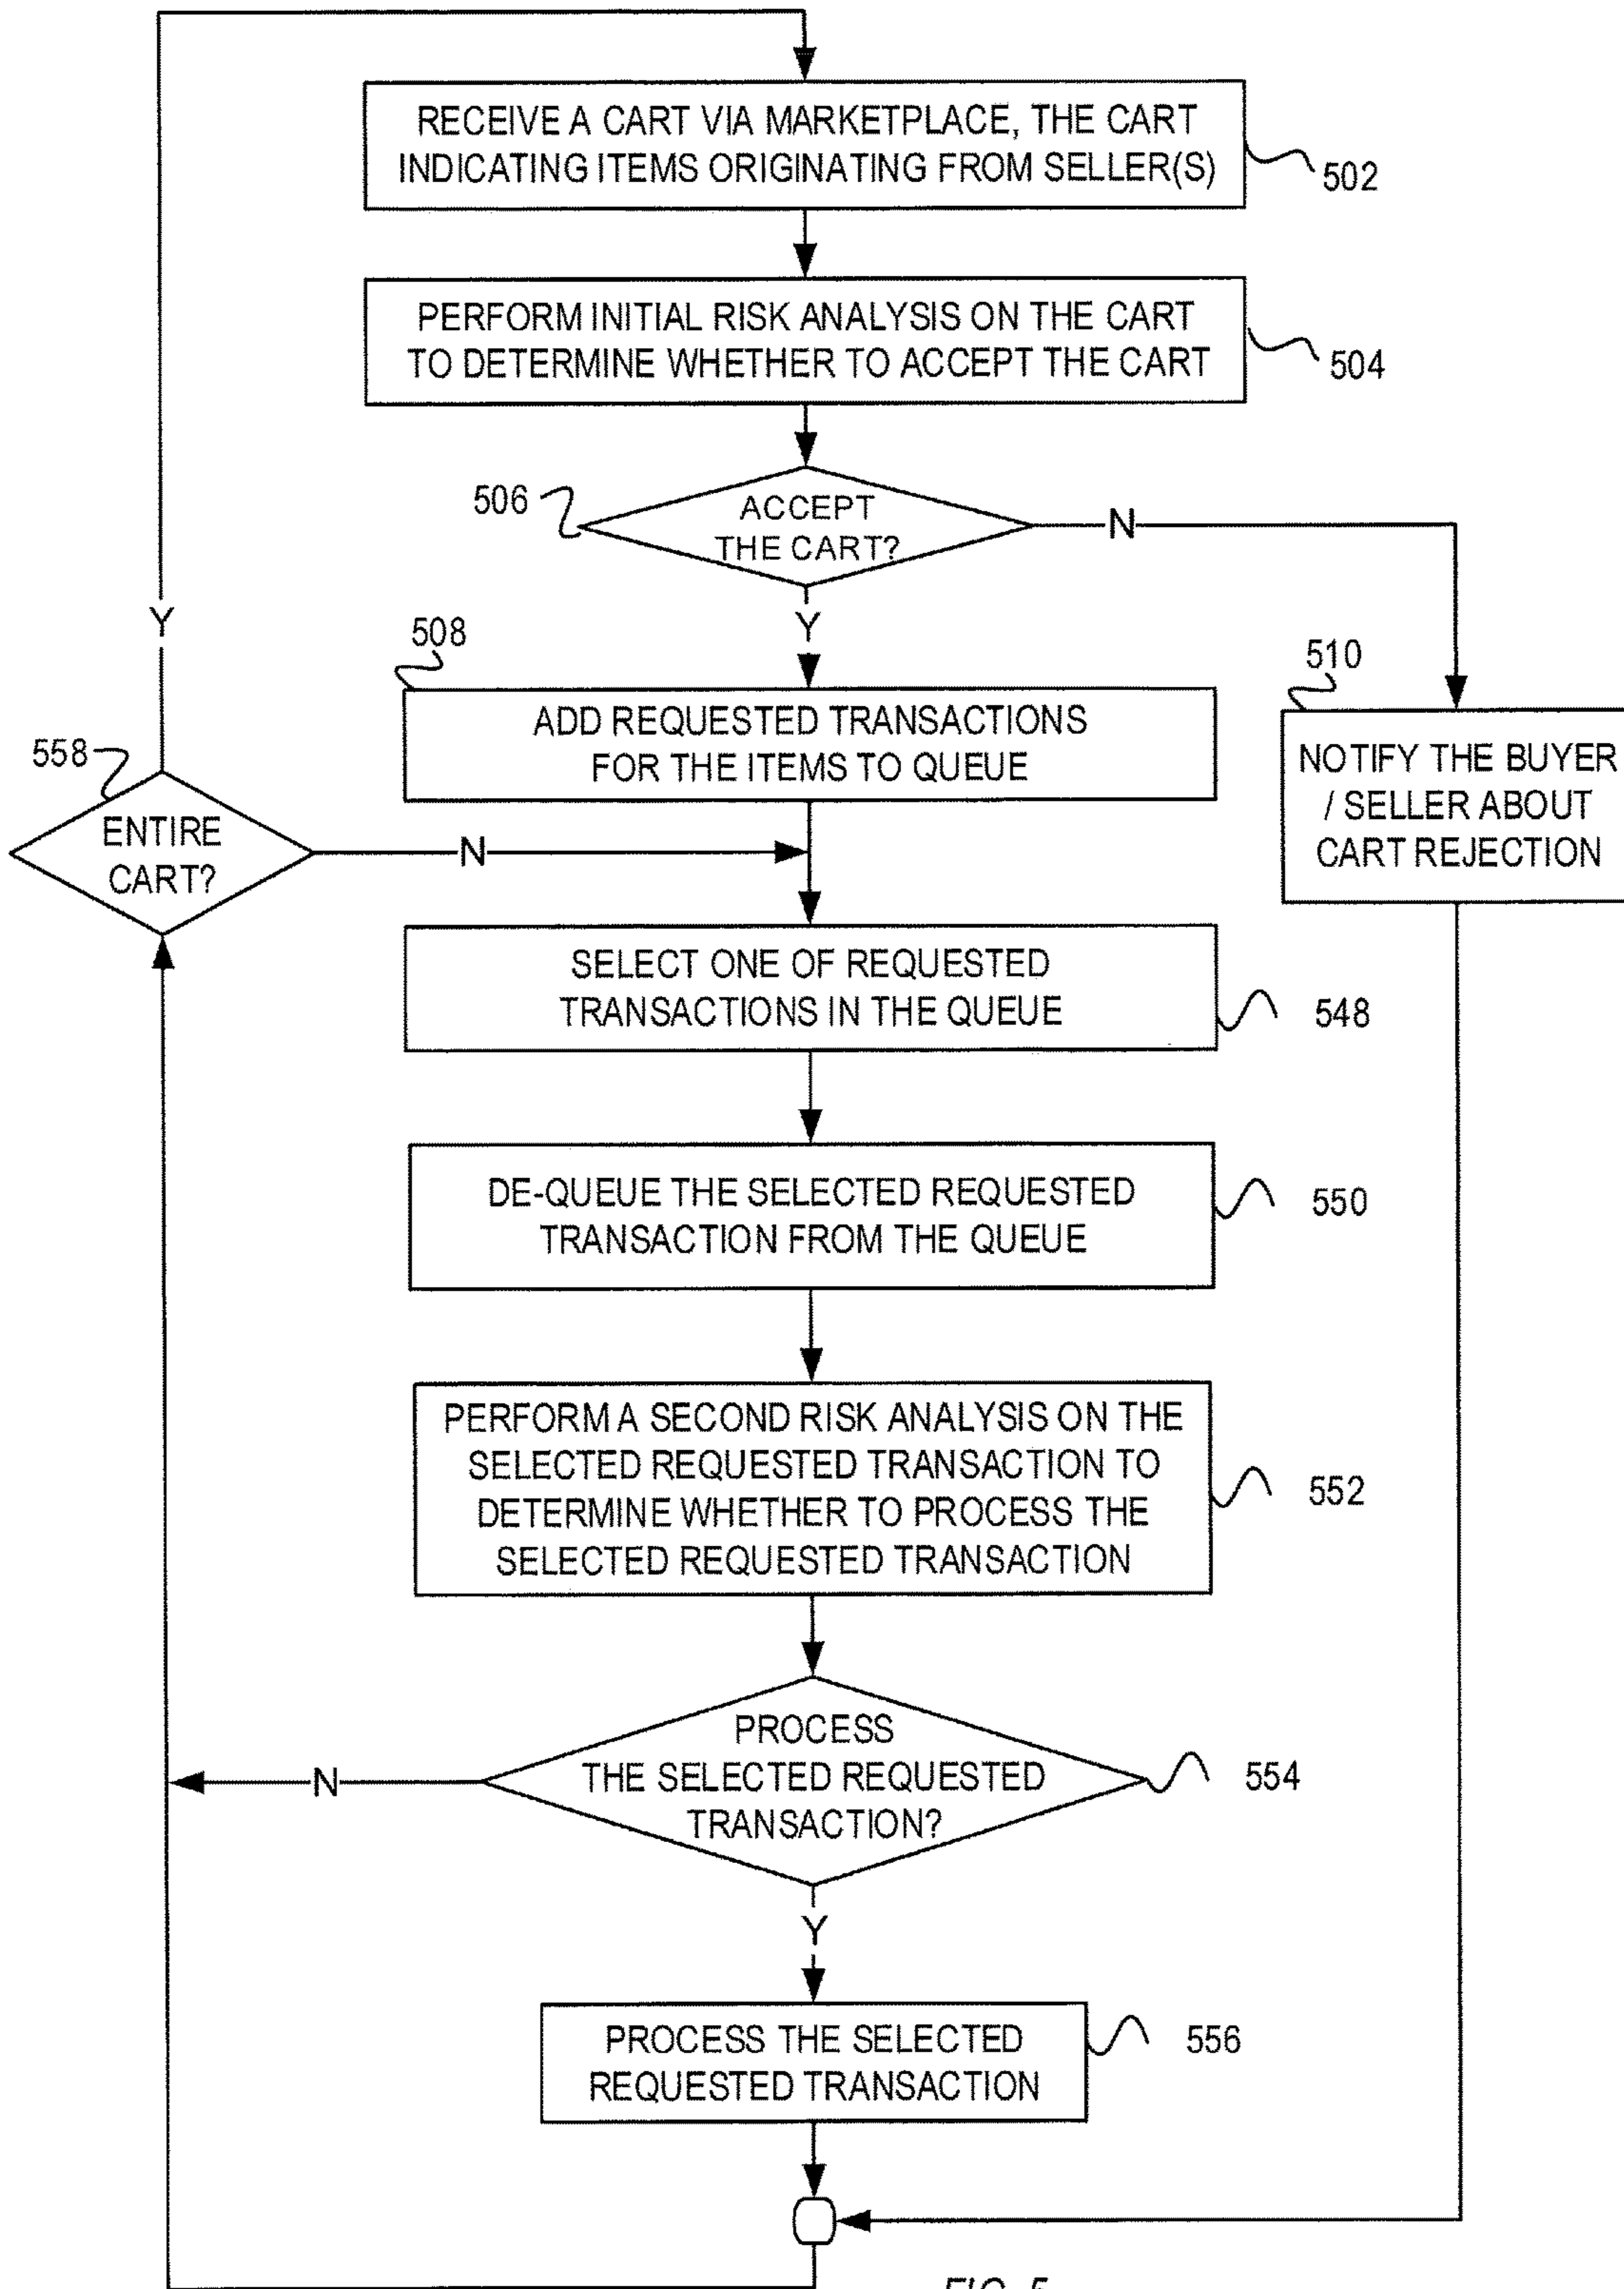 RECEIVE A CART VIA MARKETPLACE, THE CART
INDICATING ITEMS ORIGINATING FROM SELLER(S)
502
PERFORM INITIAL RISK ANALYSIS ON THE CART
TO DETERMINE WHETHER TO ACCEPT THE CART
504
506
ACCEPT
THE CART?
N
Y
Y
508
ADD REQUESTED TRANSACTIONS
FOR THE ITEMS TO QUEUE
510
NOTIFY THE BUYER
/ SELLER ABOUT
CART REJECTION
558
ENTIRE
CART?
N
SELECT ONE OF REQUESTED
TRANSACTIONS IN THE QUEUE
548
DE-QUEUE THE SELECTED REQUESTED
TRANSACTION FROM THE QUEUE
550
PERFORM A SECOND RISK ANALYSIS ON THE
SELECTED REQUESTED TRANSACTION TO
DETERMINE WHETHER TO PROCESS THE
SELECTED REQUESTED TRANSACTION
552
PROCESS
THE SELECTED REQUESTED
TRANSACTION?
554
N
Y
PROCESS THE SELECTED
REQUESTED TRANSACTION
556
FIG. 5